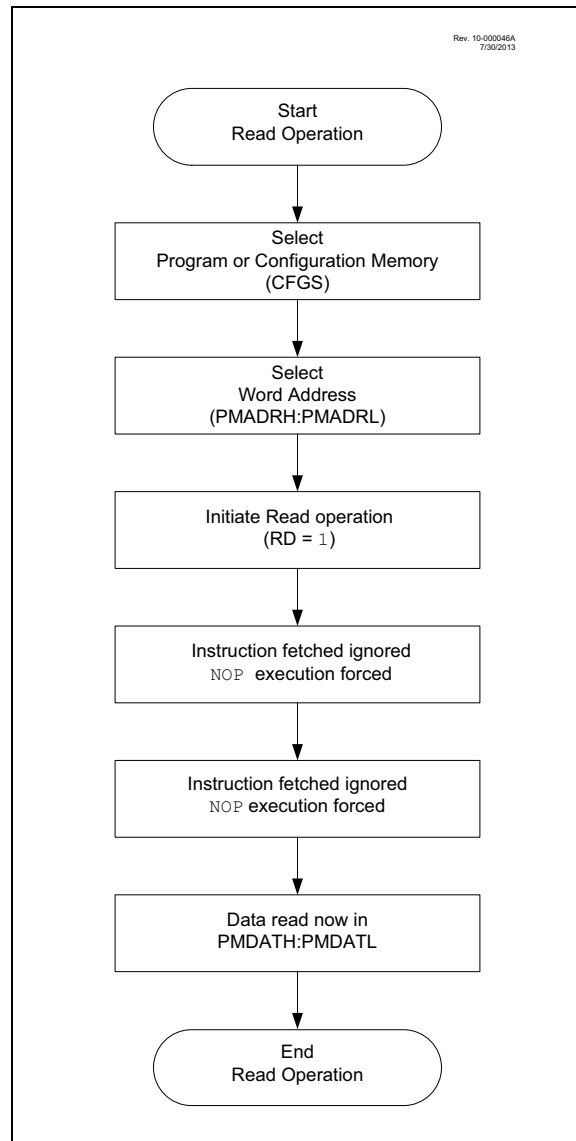 Rev. 10-000046A
7/30/2013
Start
Read Operation
Select
Program or Configuration Memory
(CFGS)
Select
Word Address
(PMADRH:PMADRL)
Initiate Read operation
(RD = 1)
Instruction fetched ignored
NOP execution forced
Instruction fetched ignored
NOP execution forced
Data read now in
PMDATH:PMDATL
End
Read Operation